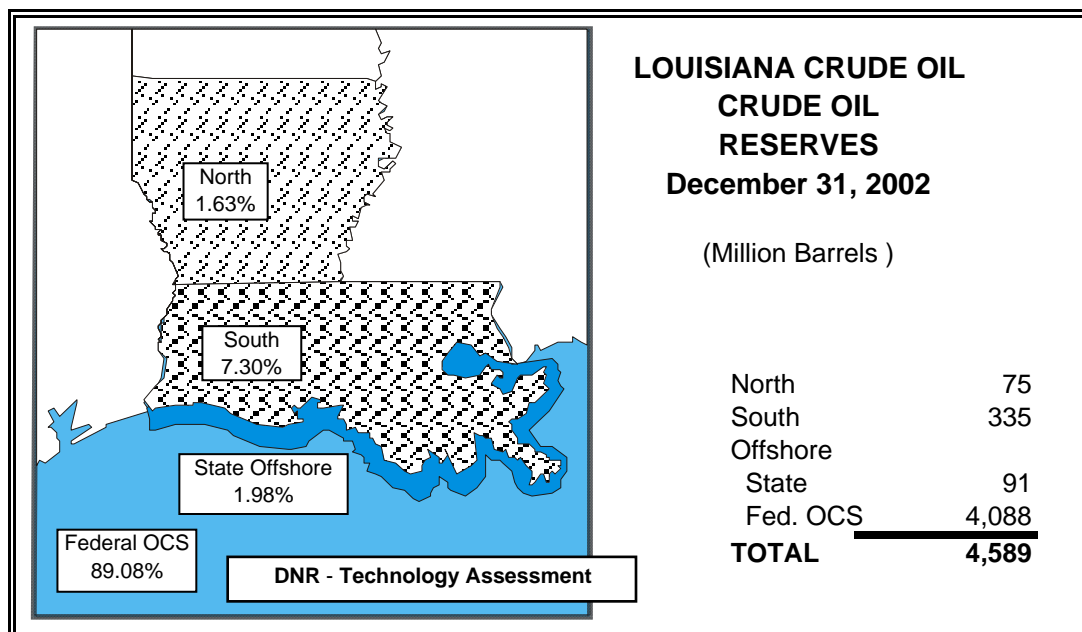 LOUISIANA CRUDE OIL
CRUDE OIL
RESERVES
December 31, 2002
(Million Barrels )
North
1.63%
South
7.30%
State Offshore
1.98%
Federal OCS
89.08%
DNR - Technology Assessment
North 75
South 335
Offshore
State 91
Fed. OCS 4,088
TOTAL 4,589